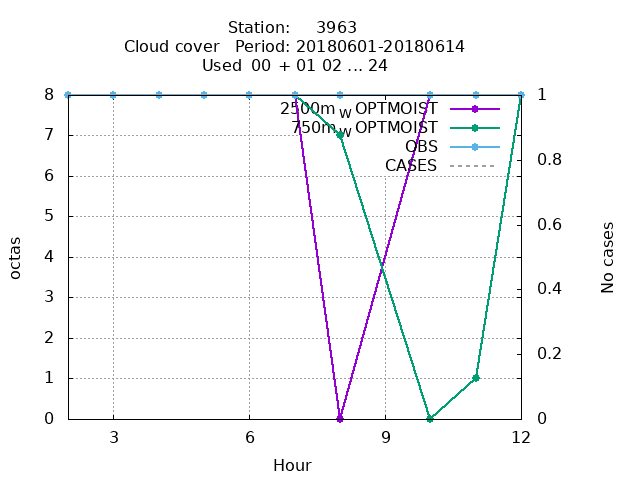 Station: 3963
Cloud cover Period: 20180601-20180614
Used 00 + 01 02 ... 24
8 1
2500m W OPTMOIST
750m W OPTMOIST
7
OBS
0.8
CASES
6
5
0.6
octas
No cases
4
0.4
3
2
0.2
1
0 0
3 6 9 12
Hour